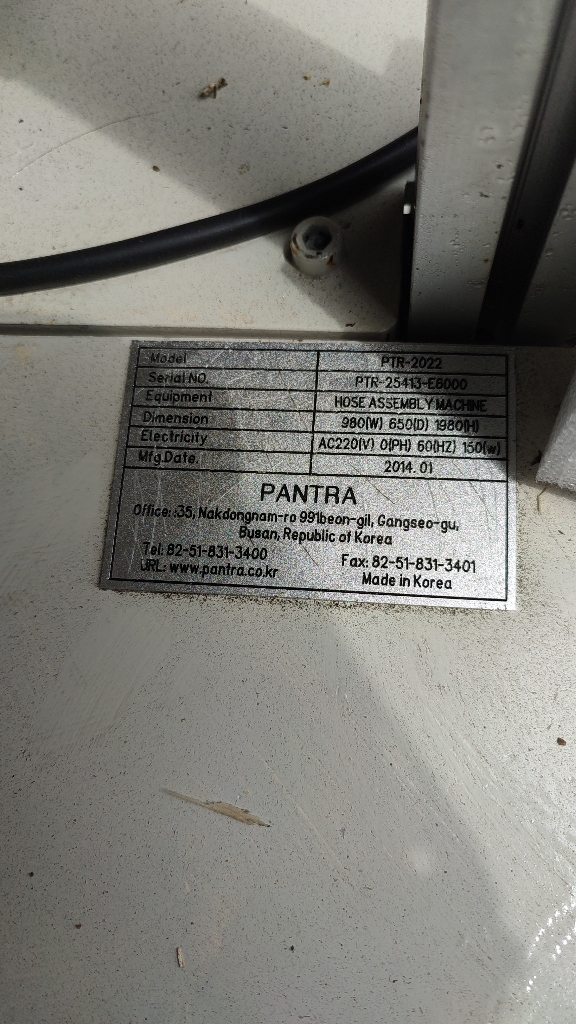 Model PTR-2022
Serial NO. PTR-25413-E6000
Equipment HOSE ASSEMBLY MACHINE
Dimension 980(W) 650(D) 1980(H)
Electricity AC220(V) 0(PH) 60(HZ) 150(w)
Mfg.Date. 2014. 01
PANTRA
Office: :35, Nakdongnam-ro 991beon-gil, Gangseo-gu,
Busan, Republic of Korea
Tel: 82-51-831-3400 Fax: 82-51-831-3401
URL: www.pantra.co.kr Made in Korea